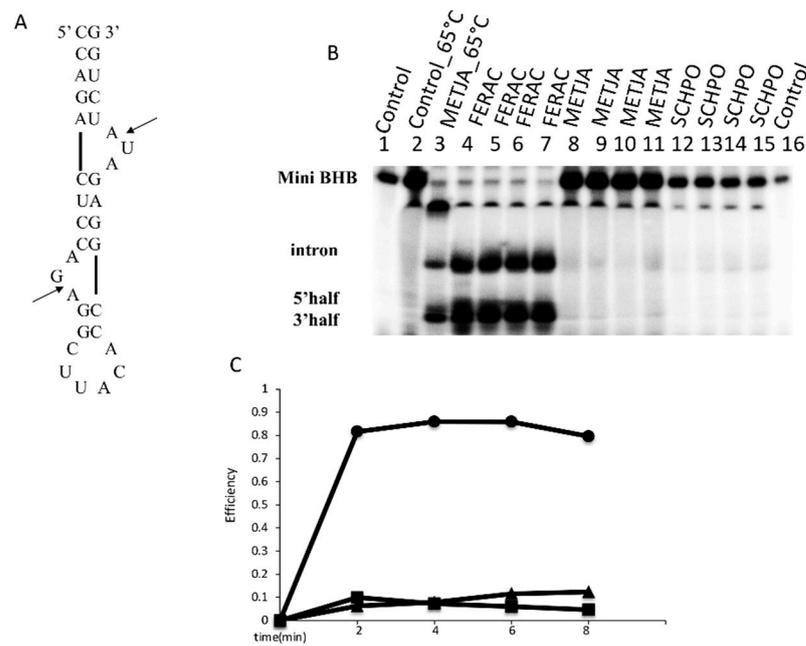 A
5’ CG 3’
CG
AU
GC
AU
A
U
A
CG
UA
CG
CG
A
G
A
GC
GC
C A
U C
U A
B
Control
Control_65°C
METJA_65°C
FERAC
FERAC
FERAC
FERAC
METJA
METJA
METJA
METJA
SCHPO
SCHPO
SCHPO
SCHPO
Control
1 2 3 4 5 6 7 8 9 10 11 12 13 14 15 16
Mini BHB
intron
5’half
3’half
C
1
0.9
0.8
0.7
0.6
0.5
0.4
0.3
0.2
0.1
0
Efficiency
time(min) 2 4 6 8